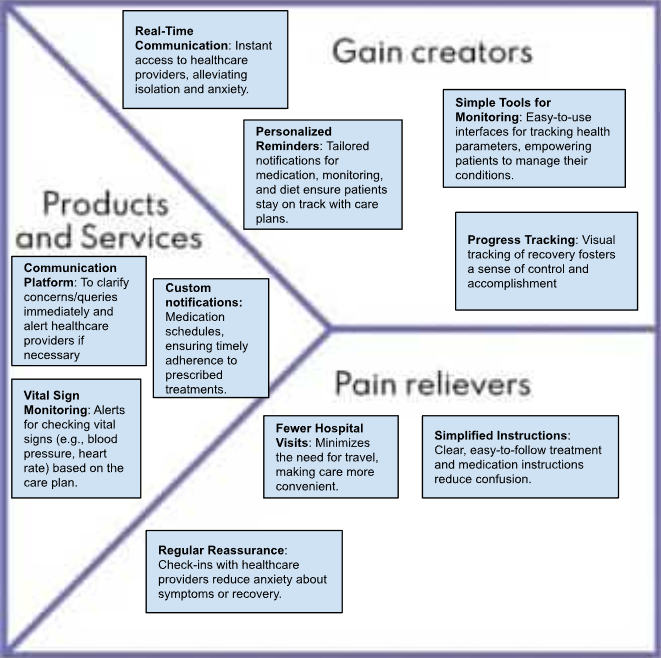 Gain creators
Real-Time
Communication: Instant
access to healthcare
providers, alleviating
isolation and anxiety.
Personalized
Reminders: Tailored
notifications for
medication, monitoring,
and diet ensure patients
stay on track with care
plans.
Simple Tools for
Monitoring: Easy-to-use
interfaces for tracking health
parameters, empowering
patients to manage their
conditions.
Progress Tracking: Visual
tracking of recovery fosters
a sense of control and
accomplishment
Products
and Services
Communication
Platform: To clarify
concerns/queries
immediately and
alert healthcare
providers if
necessary
Custom
notifications:
Medication
schedules,
ensuring timely
adherence to
prescribed
treatments.
Vital Sign
Monitoring: Alerts
for checking vital
signs (e.g., blood
pressure, heart
rate) based on the
care plan.
Pain relievers
Fewer Hospital
Visits: Minimizes
the need for travel,
making care more
convenient.
Simplified Instructions:
Clear, easy-to-follow treatment
and medication instructions
reduce confusion.
Regular Reassurance:
Check-ins with healthcare
providers reduce anxiety about
symptoms or recovery.